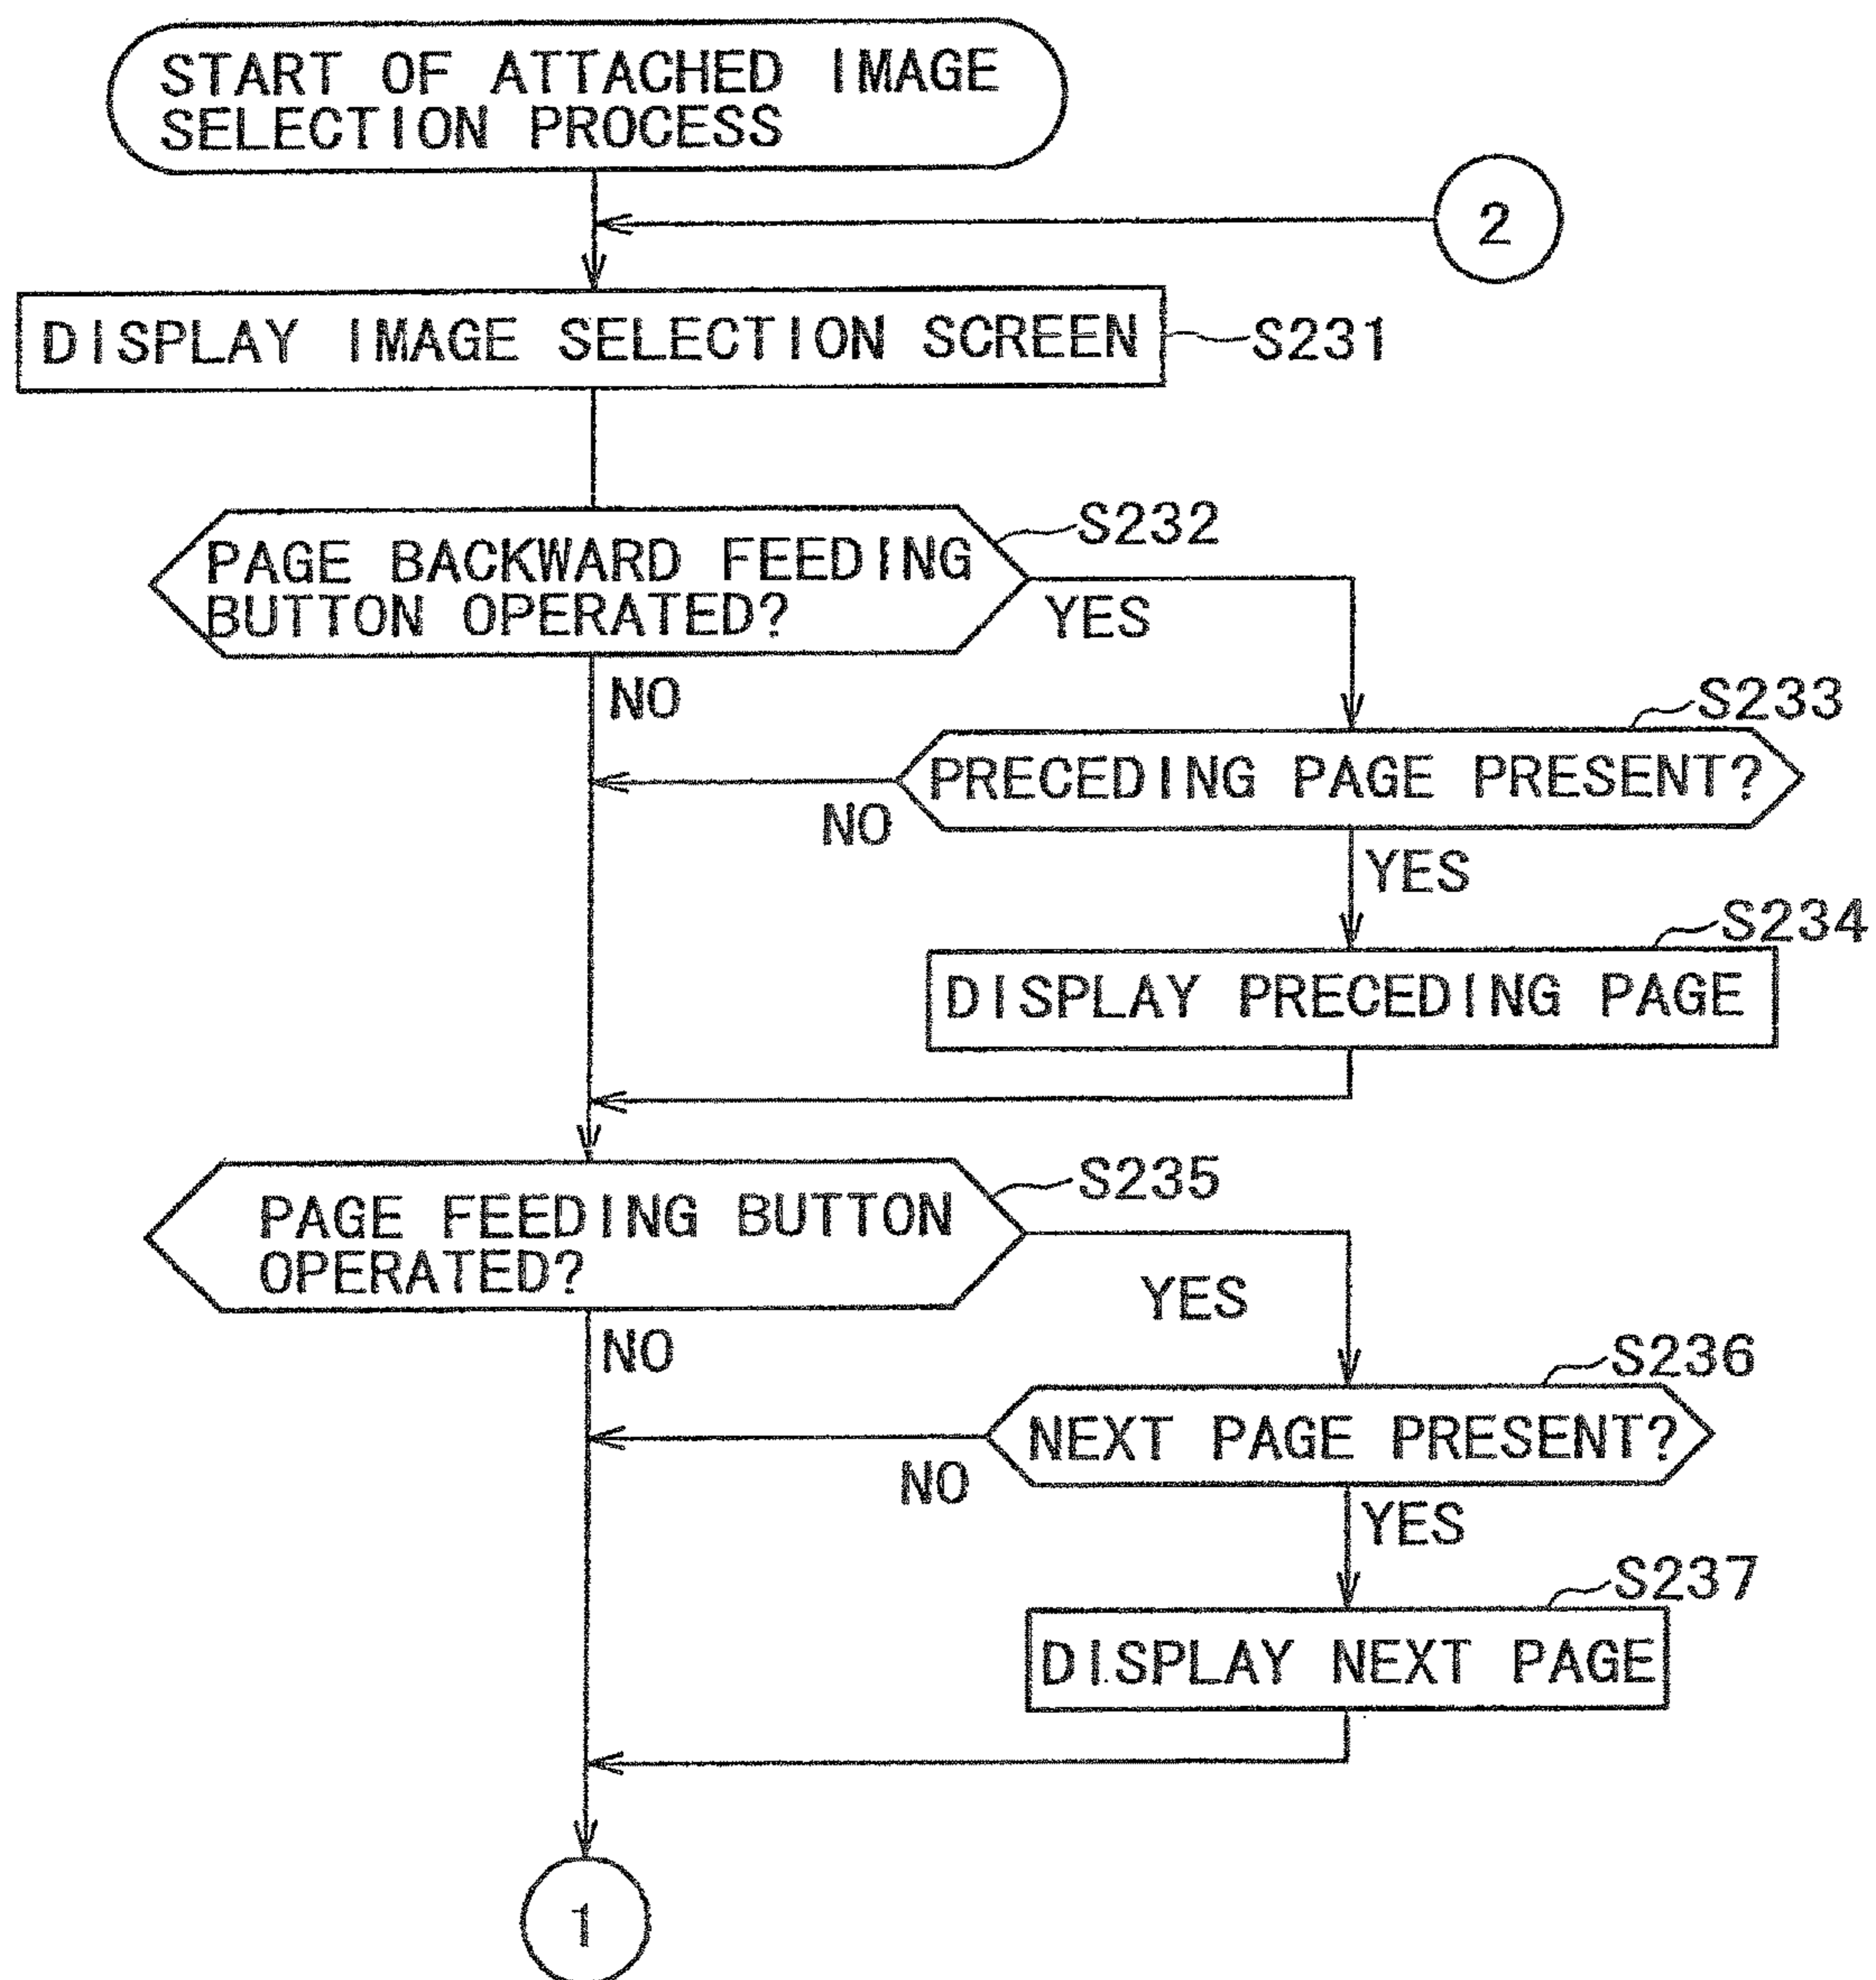 START OF ATTACHED IMAGE
SELECTION PROCESS
2
DISPLAY IMAGE SELECTION SCREEN
S231
S232
PAGE BACKWARD FEEDING
BUTTON OPERATED?
YES
NO
S233
PRECEDING PAGE PRESENT?
NO
YES
S234
DISPLAY PRECEDING PAGE
S235
PAGE FEEDING BUTTON
OPERATED?
YES
NO
S236
NEXT PAGE PRESENT?
NO
YES
S237
DISPLAY NEXT PAGE
1